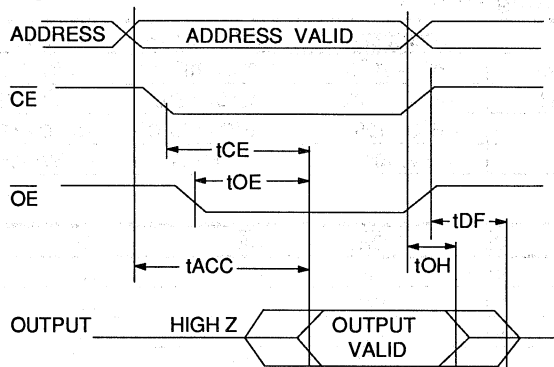 ADDRESS ADDRESS VALID
CE
tCE
tOE
OE
tDF
tACC
tOH
OUTPUT HIGH Z OUTPUT
VALID